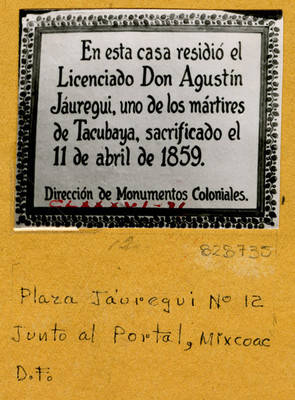 En esta casa residió el
Licenciado Don Agustín
Jáuregui, uno de los mártires
de Tacubaya, sacrificado el
11 de abril de 1859.
Dirección de Monumentos Coloniales.
12
828735
Plaza Jáuregui Nº 12
Junto al Portal, Mixcoac
D.F.